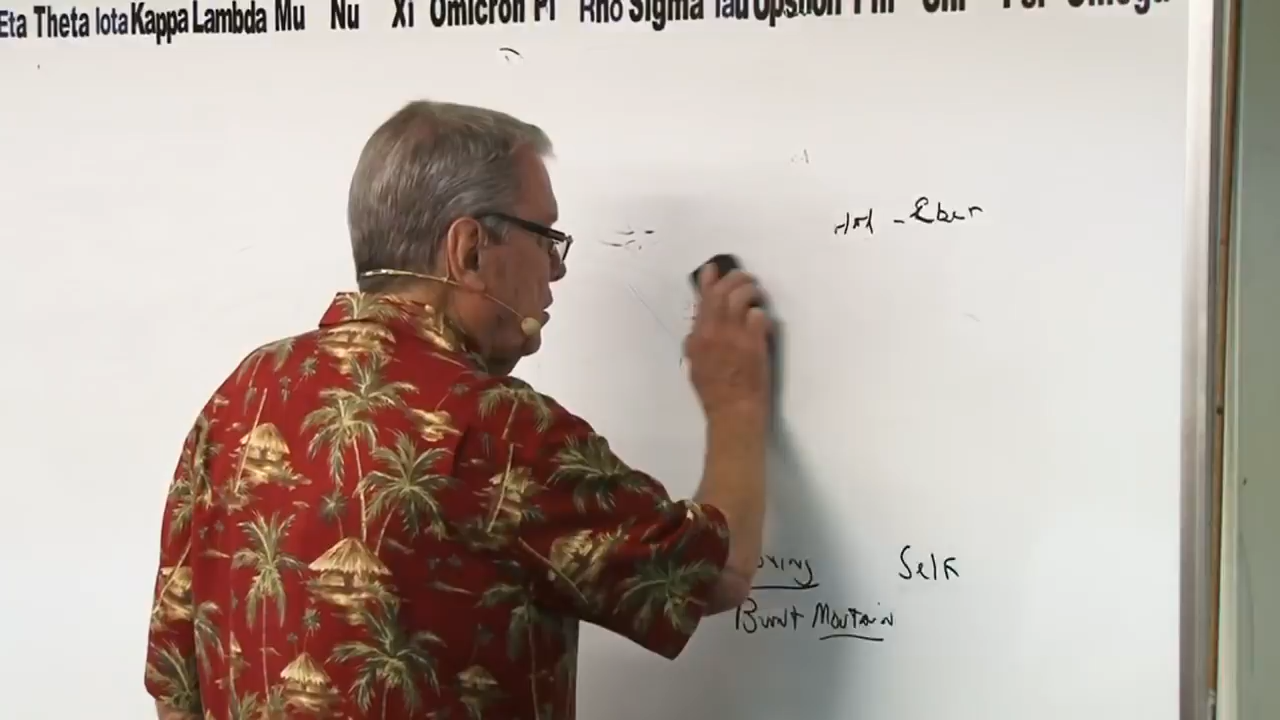 Eta Theta Iota Kappa Lambda Mu Nu Xi Omicron Pi Rho Sigma Tau Upsilon Phi Chi Psi Omega
- Eber
Self
Burnt Mountain